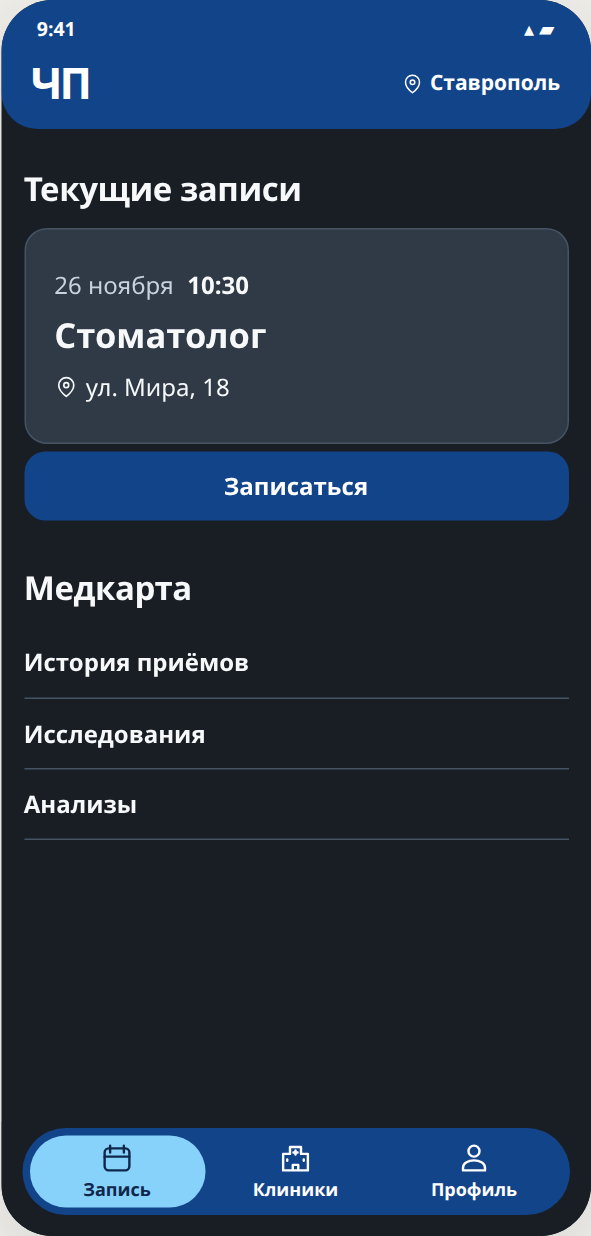 9:41
ЧП
Ставрополь
Текущие записи
26 ноября 10:30
Стоматолог
ул. Мира, 18
Записаться
Медкарта
История приёмов
Исследования
Анализы
Запись
Клиники
Профиль